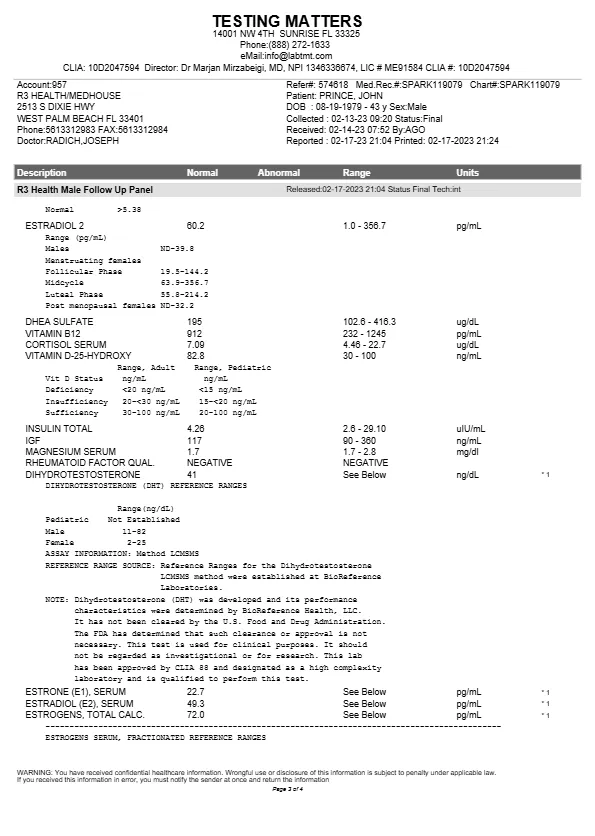 TESTING MATTERS
14001 NW 4TH SUNRISE FL 33325
Phone:(888) 272-1633
eMail:info@labtmt.com
CLIA: 10D2047594 Director: Dr Marjan Mirzabeigi, MD, NPI 1346336674, LIC # ME91584 CLIA #: 10D2047594
Account:957 Refer#: 574618 Med.Rec.#:SPARK119079 Chart#:SPARK119079
R3 HEALTH/MEDHOUSE Patient: PRINCE, JOHN
2513 S DIXIE HWY DOB : 08-19-1979 - 43 y Sex:Male
WEST PALM BEACH FL 33401 Collected : 02-13-23 09:20 Status:Final
Phone:5613312983 FAX:5613312984 Received: 02-14-23 07:52 By:AGO
Doctor:RADICH,JOSEPH Reported : 02-17-23 21:04 Printed: 02-17-2023 21:24
Description Normal Abnormal Range Units
R3 Health Male Follow Up Panel Released:02-17-2023 21:04 Status Final Tech:int
Normal >5.38
ESTRADIOL 2 60.2 1.0 - 356.7 pg/mL
Range (pg/mL)
Males ND-39.8
Menstruating females
Follicular Phase 19.5-144.2
Midcycle 63.9-356.7
Luteal Phase 55.8-214.2
Post menopausal females ND-32.2
DHEA SULFATE 195 102.6 - 416.3 ug/dL
VITAMIN B12 912 232 - 1245 pg/mL
CORTISOL SERUM 7.09 4.46 - 22.7 ug/dL
VITAMIN D-25-HYDROXY 82.8 30 - 100 ng/mL
Range, Adult Range, Pediatric
Vit D Status ng/mL ng/mL
Deficiency <20 ng/mL <15 ng/mL
Insufficiency 20-<30 ng/mL 15-<20 ng/mL
Sufficiency 30-100 ng/mL 20-100 ng/mL
INSULIN TOTAL 4.26 2.6 - 29.10 uIU/mL
IGF 117 90 - 360 ng/mL
MAGNESIUM SERUM 1.7 1.7 - 2.8 mg/dl
RHEUMATOID FACTOR QUAL. NEGATIVE NEGATIVE
DIHYDROTESTOSTERONE 41 See Below ng/dL * 1
DIHYDROTESTOSTERONE (DHT) REFERENCE RANGES
Range(ng/dL)
Pediatric Not Established
Male 11-82
Female 2-25
ASSAY INFORMATION: Method LCMSMS
REFERENCE RANGE SOURCE: Reference Ranges for the Dihydrotestosterone
LCMSMS method were established at BioReference
Laboratories.
NOTE: Dihydrotestosterone (DHT) was developed and its performance
characteristics were determined by BioReference Health, LLC.
It has not been cleared by the U.S. Food and Drug Administration.
The FDA has determined that such clearance or approval is not
necessary. This test is used for clinical purposes. It should
not be regarded as investigational or for research. This lab
has been approved by CLIA 88 and designated as a high complexity
laboratory and is qualified to perform this test.
ESTRONE (E1), SERUM 22.7 See Below pg/mL * 1
ESTRADIOL (E2), SERUM 49.3 See Below pg/mL * 1
ESTROGENS, TOTAL CALC. 72.0 See Below pg/mL * 1
ESTROGENS SERUM, FRACTIONATED REFERENCE RANGES
WARNING: You have received confidential healthcare information. Wrongful use or disclosure of this information is subject to penalty under applicable law.
If you received this information in error, you must notify the sender at once and return the information
Page 3 of 4